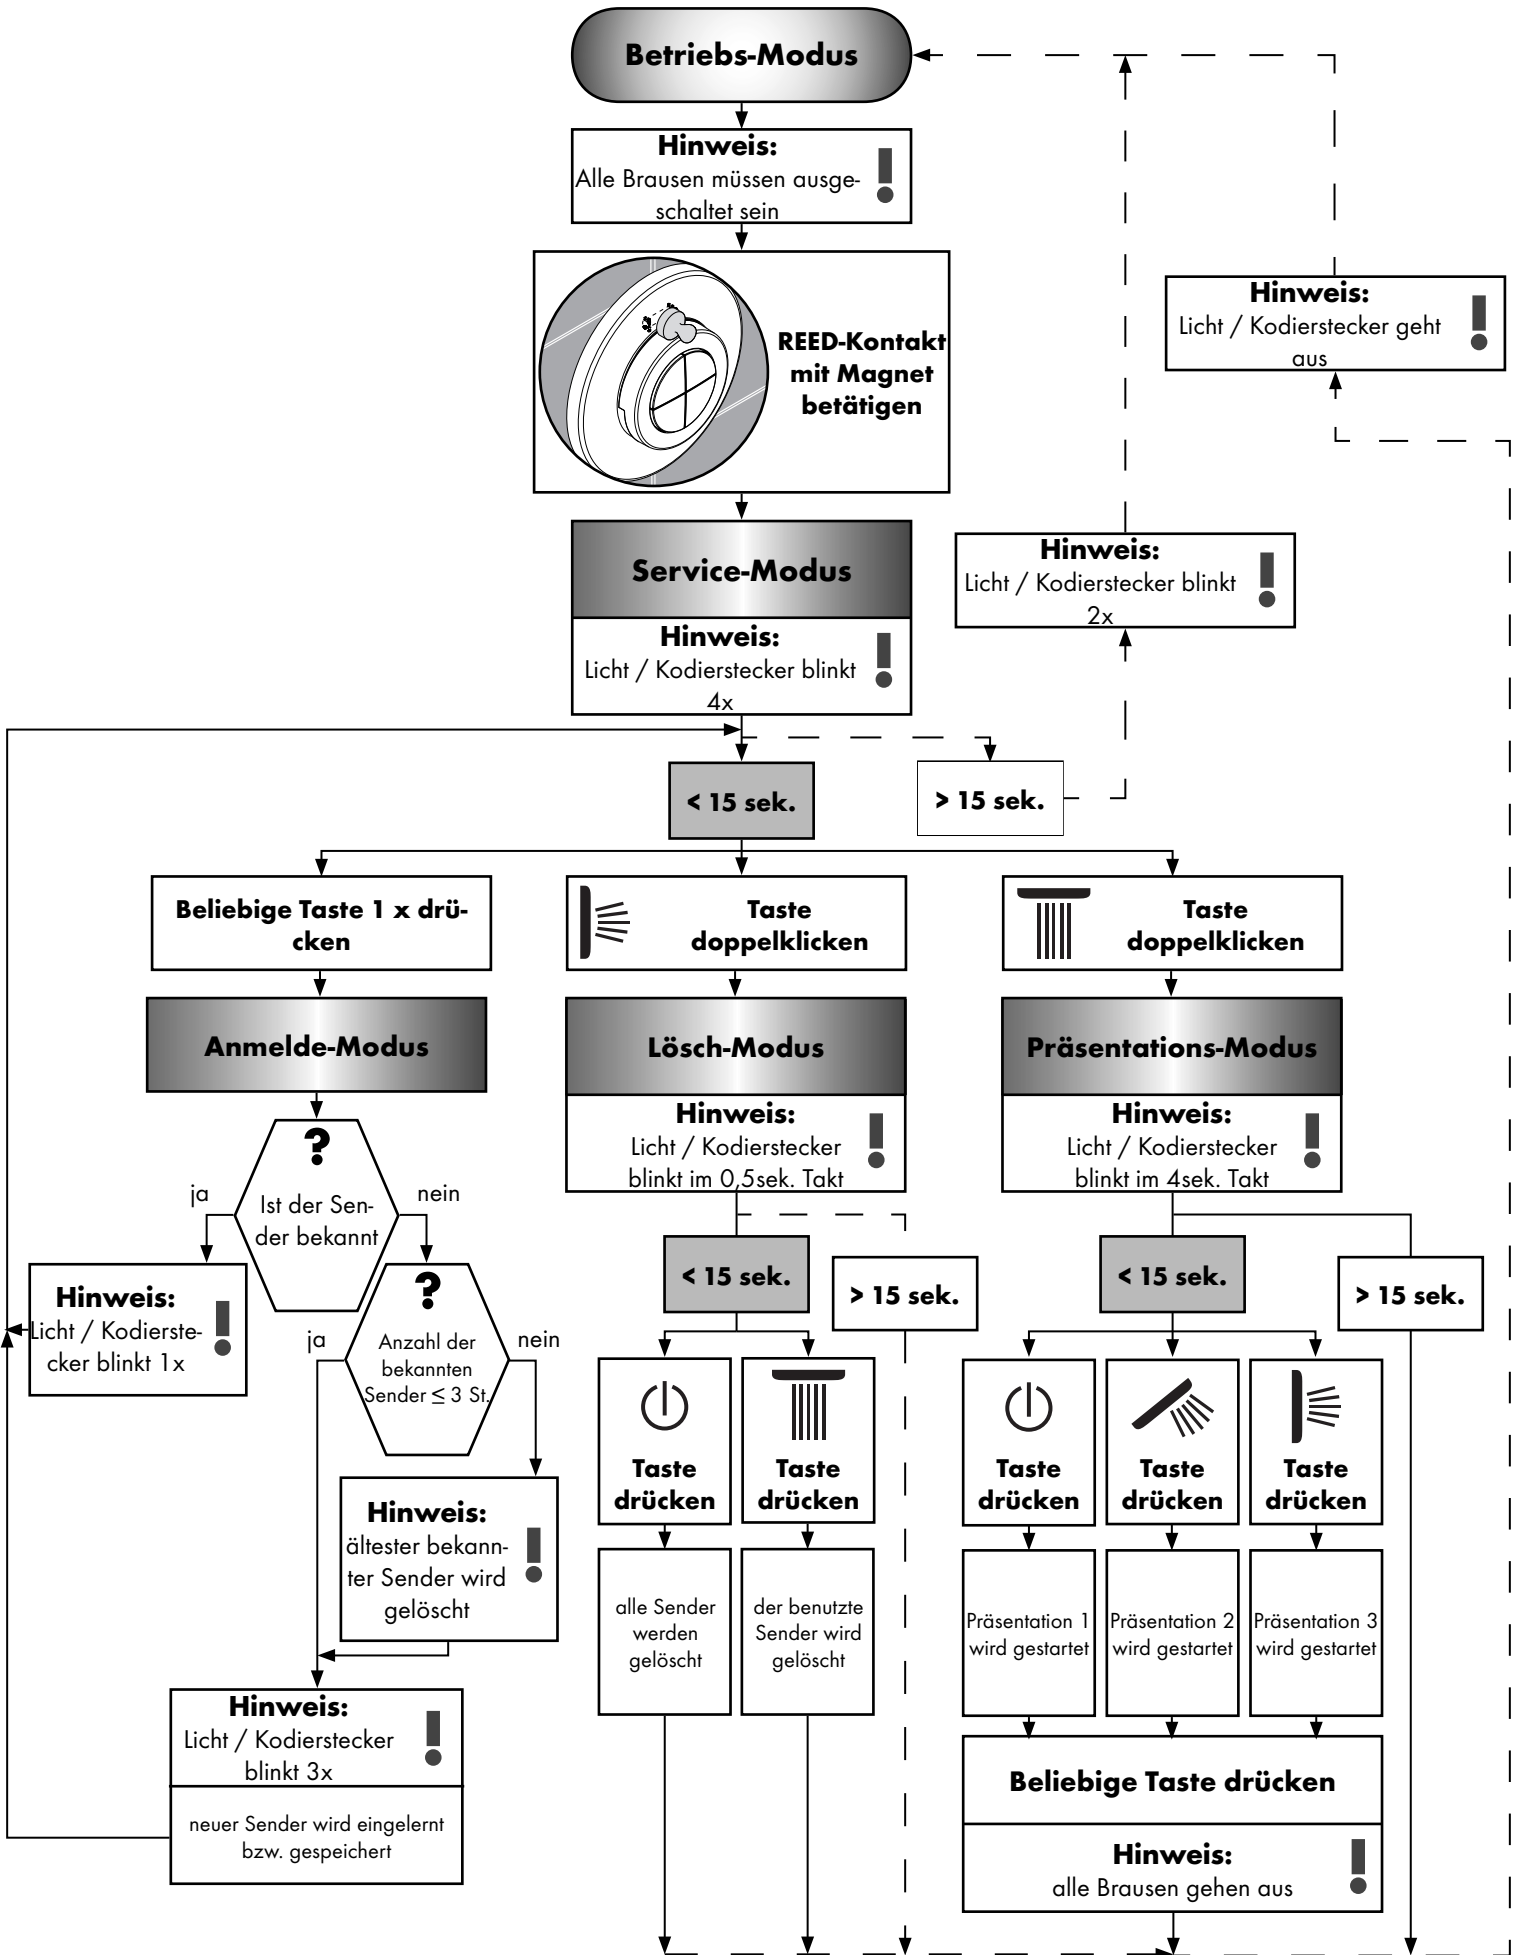 Betriebs-Modus
Hinweis:
Alle Brausen müssen ausge-
schaltet sein
REED-Kontakt
mit Magnet
betätigen
Hinweis:
Licht / Kodierstecker geht
aus
Service-Modus
Hinweis:
Licht / Kodierstecker blinkt
4x
Hinweis:
Licht / Kodierstecker blinkt
2x
< 15 sek.
> 15 sek.
Beliebige Taste 1 x drü-
cken
Taste
doppelklicken
Taste
doppelklicken
Anmelde-Modus
Lösch-Modus
Präsentations-Modus
Hinweis:
Licht / Kodierstecker
blinkt im 0,5sek. Takt
Hinweis:
Licht / Kodierstecker
blinkt im 4sek. Takt
?
ja
nein
Ist der Sen-
der bekannt
Hinweis:
Licht / Kodierste-
cker blinkt 1x
?
ja
nein
Anzahl der
bekannten
Sender ≤ 3 St.
< 15 sek.
> 15 sek.
< 15 sek.
> 15 sek.
Taste
drücken
Taste
drücken
Taste
drücken
Taste
drücken
Taste
drücken
Hinweis:
ältester bekann-
ter Sender wird
gelöscht
alle Sender
werden
gelöscht
der benutzte
Sender wird
gelöscht
Präsentation 1
wird gestartet
Präsentation 2
wird gestartet
Präsentation 3
wird gestartet
Hinweis:
Licht / Kodierstecker
blinkt 3x
neuer Sender wird eingelernt
bzw. gespeichert
Beliebige Taste drücken
Hinweis:
alle Brausen gehen aus